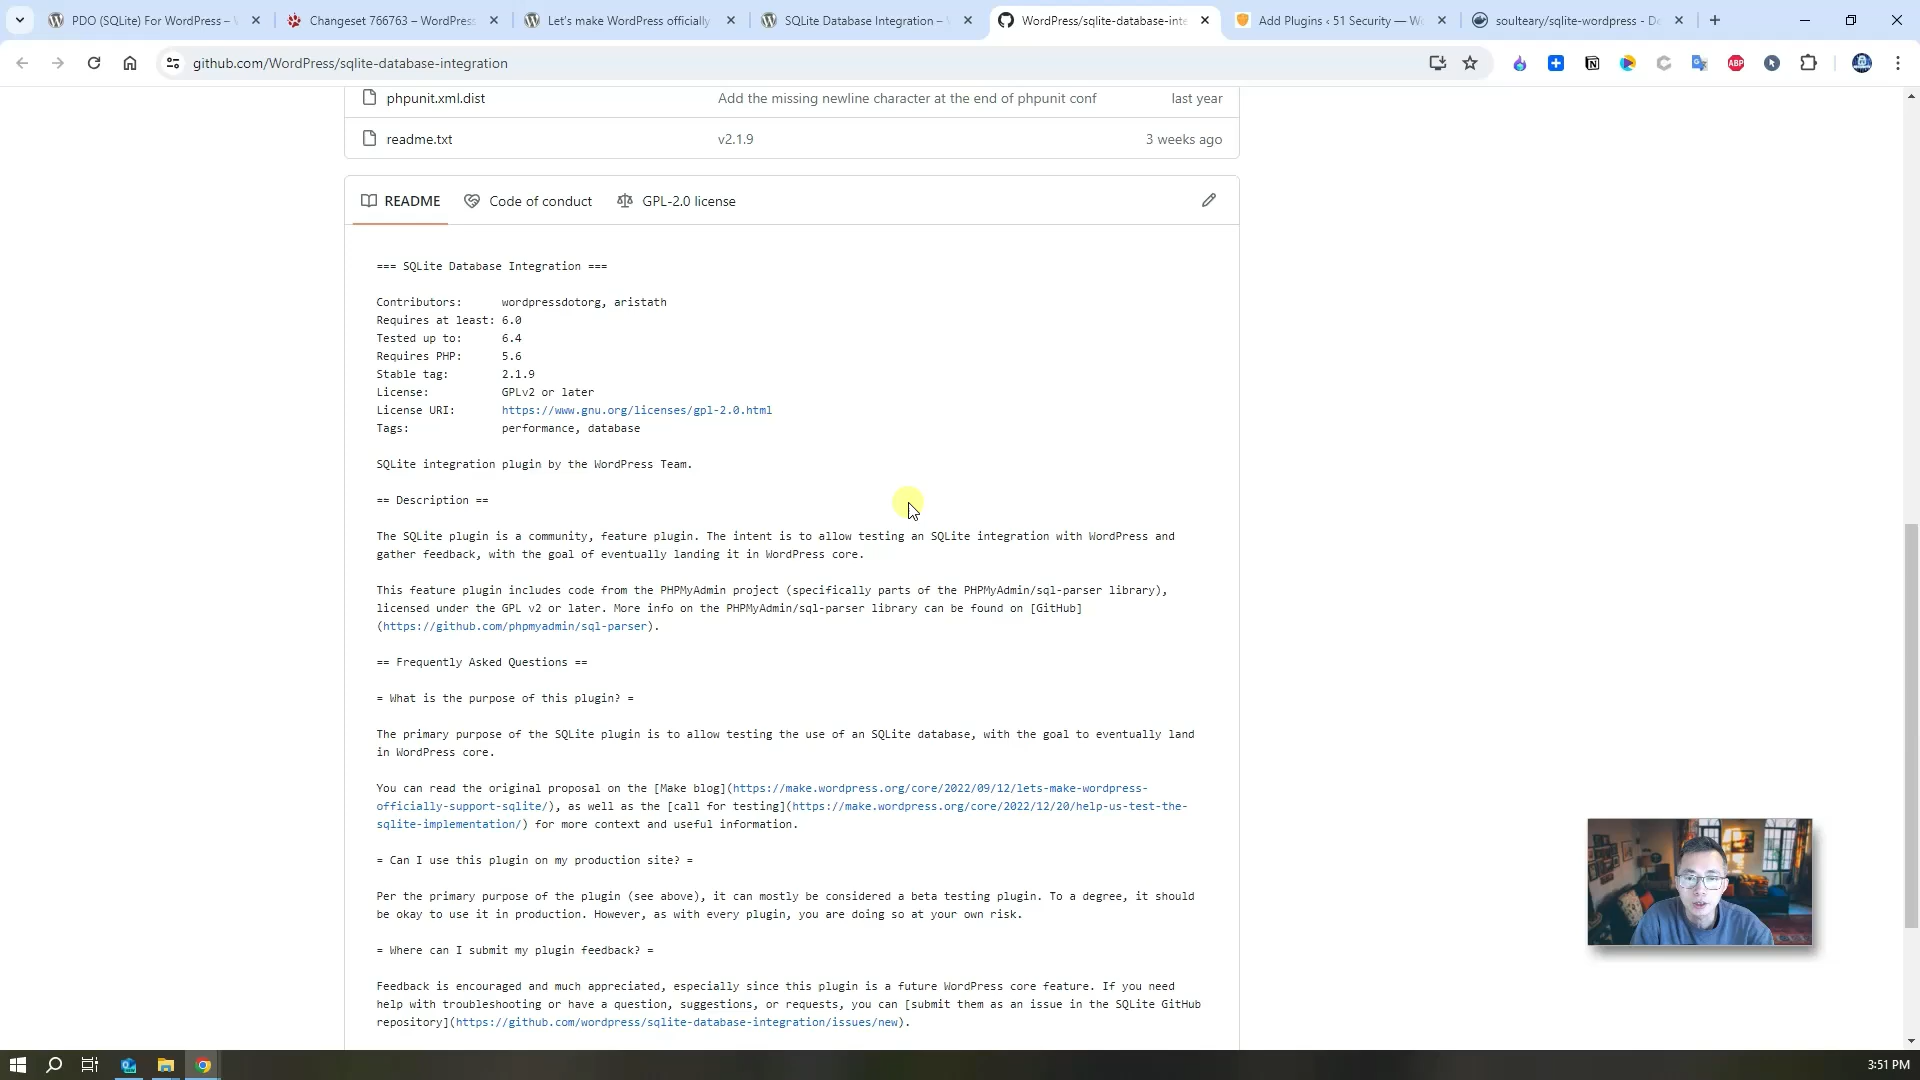 PDO (SQLite) For WordPress –
Changeset 766763 – WordPress
Let's make WordPress officially
SQLite Database Integration –
WordPress/sqlite-database-inte
Add Plugins ‹ 51 Security — Wo
soulteary/sqlite-wordpress - Do
github.com/WordPress/sqlite-database-integration
ABP
phpunit.xml.dist Add the missing newline character at the end of phpunit conf last year
readme.txt v2.1.9 3 weeks ago
README Code of conduct GPL-2.0 license
=== SQLite Database Integration ===
Contributors: wordpressdotorg, aristath
Requires at least: 6.0
Tested up to: 6.4
Requires PHP: 5.6
Stable tag: 2.1.9
License: GPLv2 or later
License URI: https://www.gnu.org/licenses/gpl-2.0.html
Tags: performance, database
SQLite integration plugin by the WordPress Team.
== Description ==
The SQLite plugin is a community, feature plugin. The intent is to allow testing an SQLite integration with WordPress and
gather feedback, with the goal of eventually landing it in WordPress core.
This feature plugin includes code from the PHPMyAdmin project (specifically parts of the PHPMyAdmin/sql-parser library),
licensed under the GPL v2 or later. More info on the PHPMyAdmin/sql-parser library can be found on [GitHub]
(https://github.com/phpmyadmin/sql-parser).
== Frequently Asked Questions ==
= What is the purpose of this plugin? =
The primary purpose of the SQLite plugin is to allow testing the use of an SQLite database, with the goal to eventually land
in WordPress core.
You can read the original proposal on the [Make blog](https://make.wordpress.org/core/2022/09/12/lets-make-wordpress-
officially-support-sqlite/), as well as the [call for testing](https://make.wordpress.org/core/2022/12/20/help-us-test-the-
sqlite-implementation/) for more context and useful information.
= Can I use this plugin on my production site? =
Per the primary purpose of the plugin (see above), it can mostly be considered a beta testing plugin. To a degree, it should
be okay to use it in production. However, as with every plugin, you are doing so at your own risk.
= Where can I submit my plugin feedback? =
Feedback is encouraged and much appreciated, especially since this plugin is a future WordPress core feature. If you need
help with troubleshooting or have a question, suggestions, or requests, you can [submit them as an issue in the SQLite GitHub
repository](https://github.com/wordpress/sqlite-database-integration/issues/new).
3:51 PM